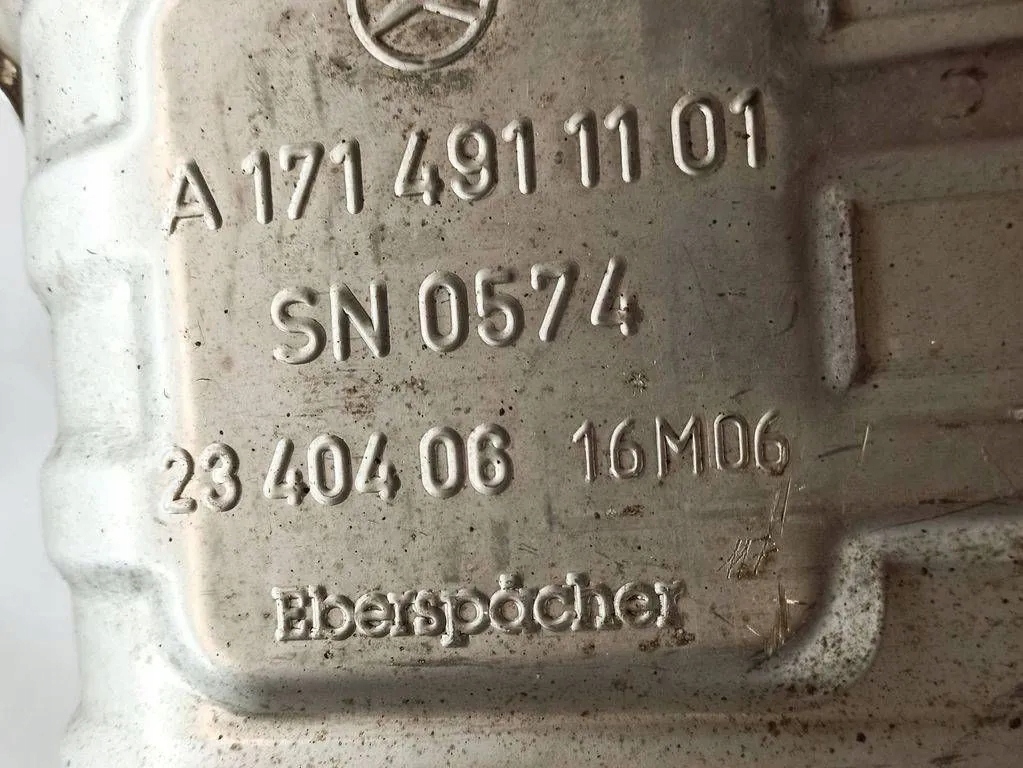 A 171 491 11 01
SN 0574
23 404 06 16M06
Eberspächer